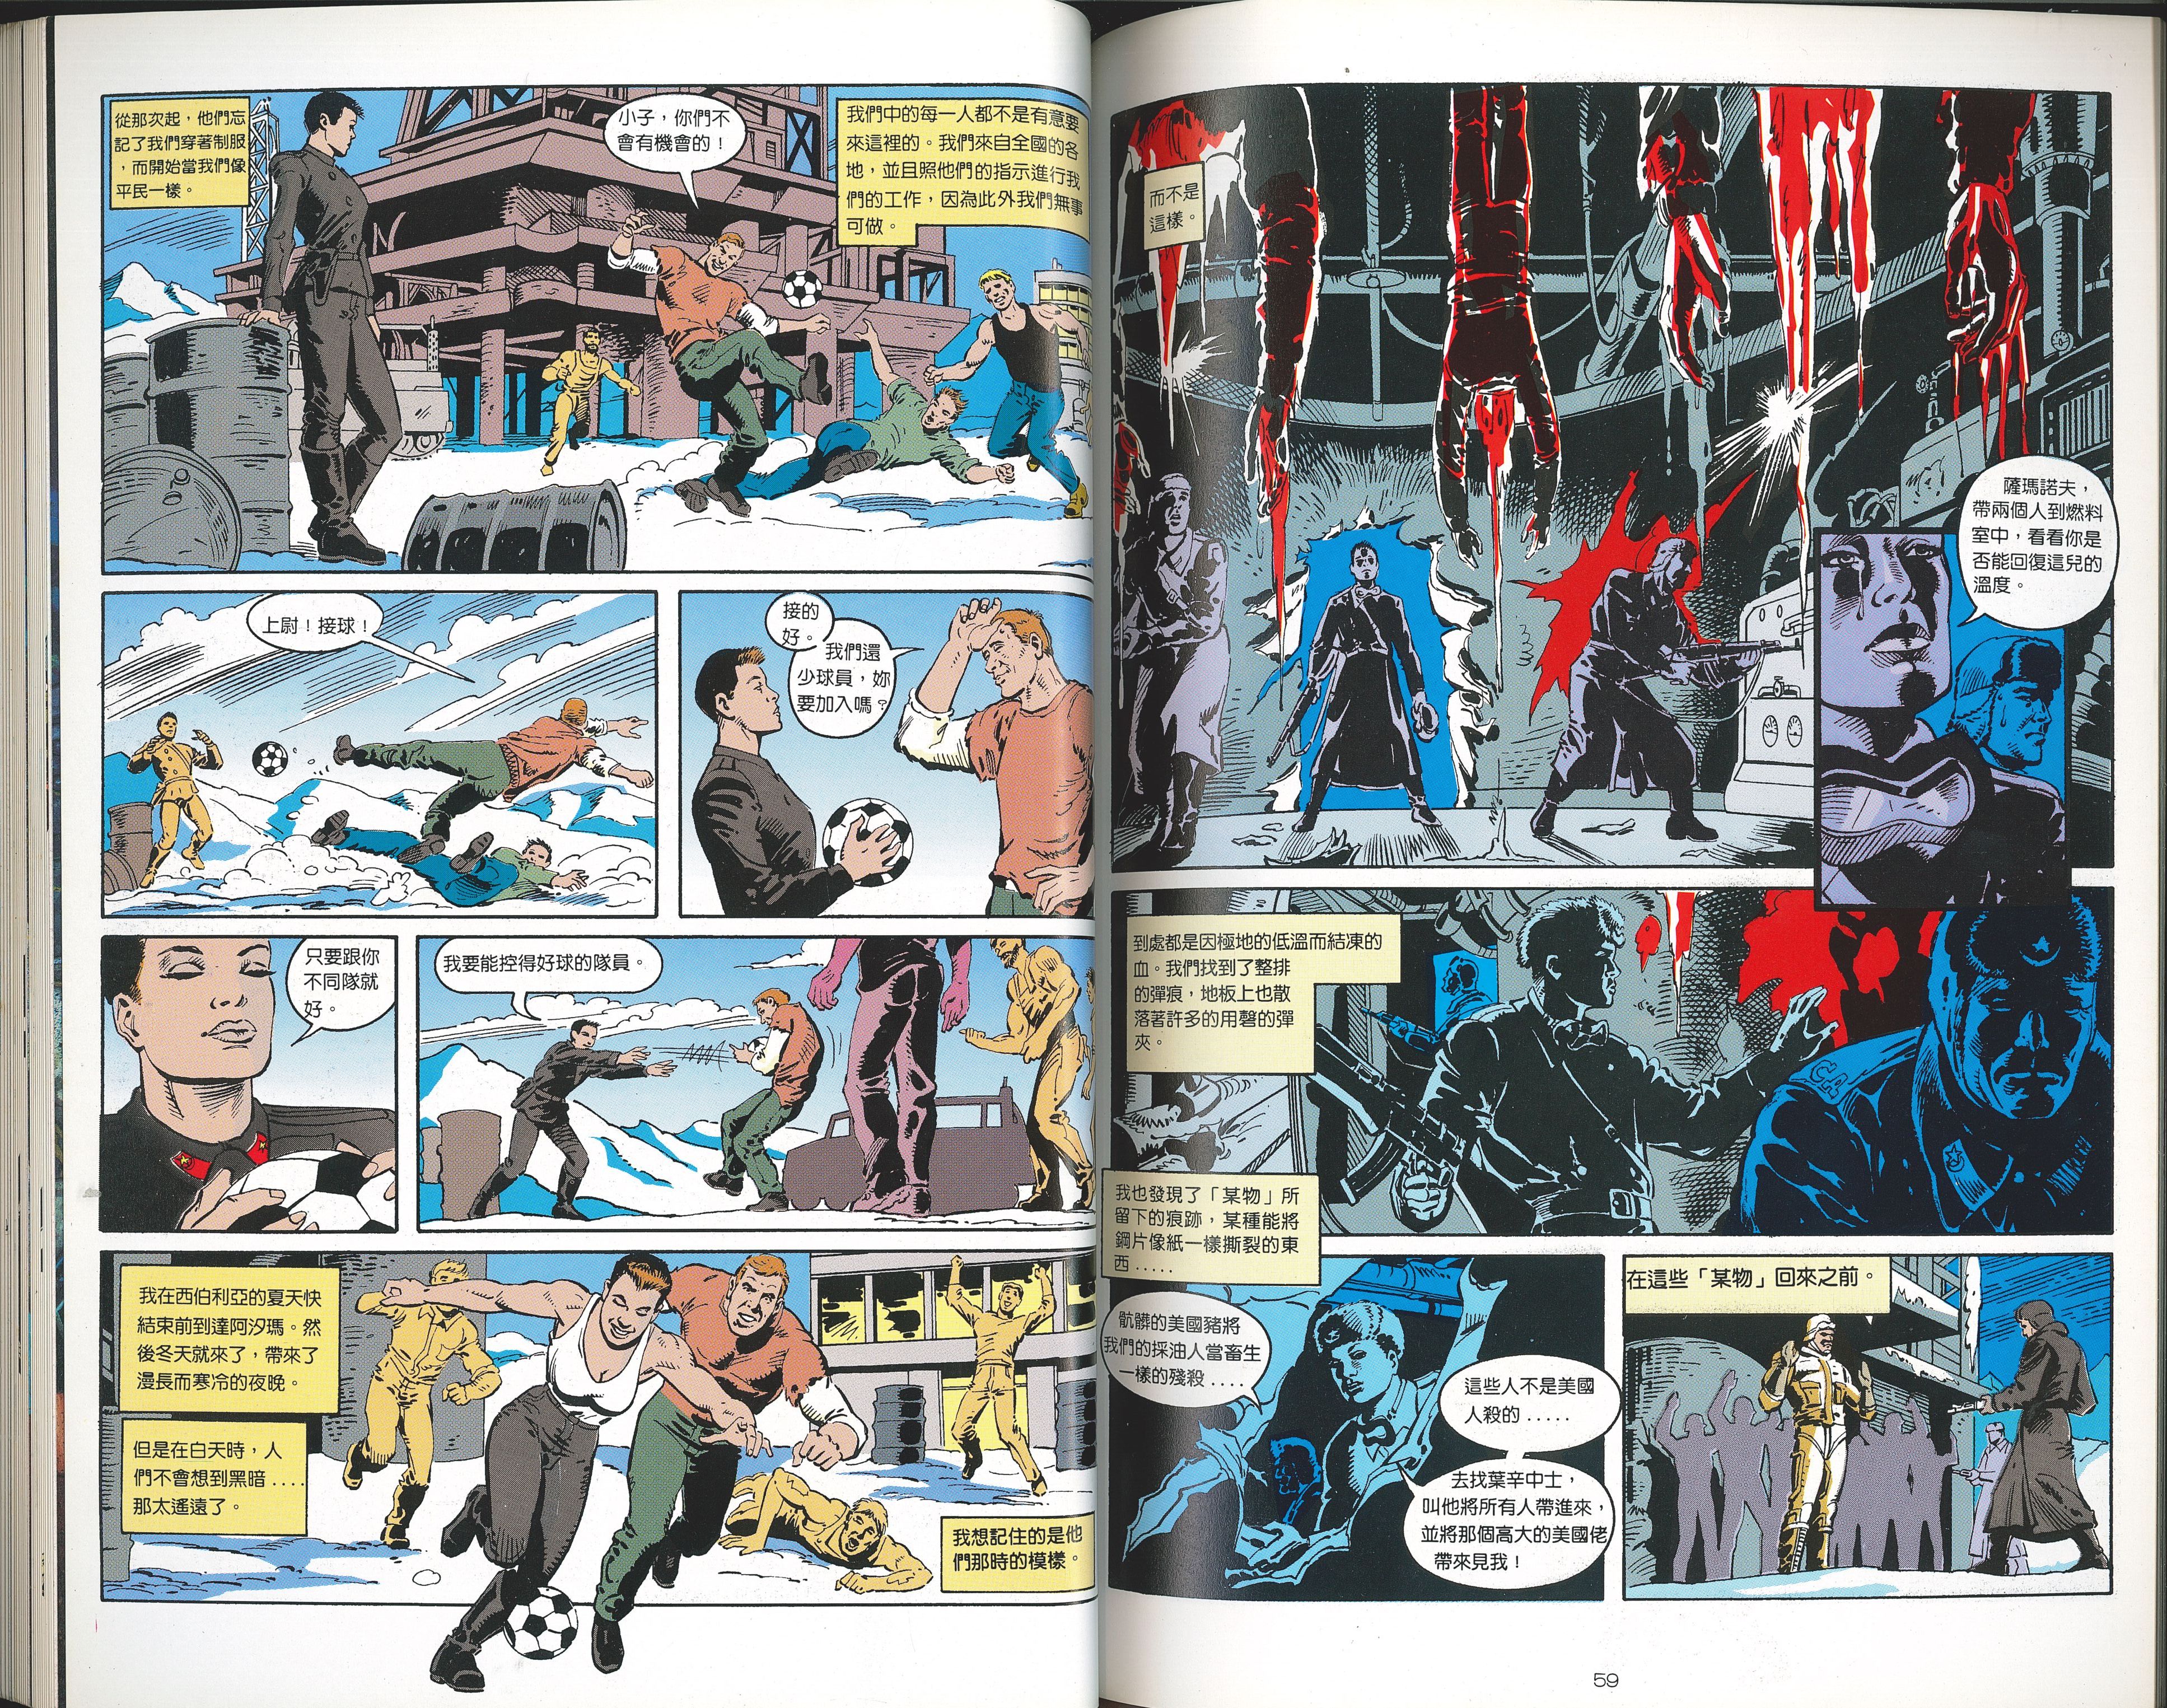 從那次起，他們忘
記了我們穿著制服
，而開始當我們像
平民一樣。
小子，你們不
會有機會的！
我們中的每一人都不是有意要
來這裡的。我們來自全國的各
地，並且照他們的指示進行我
們的工作，因為此外我們無事
可做。
上尉！接球！
接的
好。
我們還
少球員，妳
要加入嗎？
只要跟你
不同隊就
好。
我要能控得好球的隊員。
我在西伯利亞的夏天快
結束前到達阿汐瑪。然
後冬天就來了，帶來了
漫長而寒冷的夜晚。
但是在白天時，人
們不會想到黑暗....
那太遙遠了。
我想記住的是他
們那時的模樣。
而不是
這樣。
薩瑪諾夫，
帶兩個人到燃料
室中，看看你是
否能回復這兒的
溫度。
到處都是因極地的低溫而結凍的
血。我們找到了整排
的彈痕，地板上也散
落著許多的用罄的彈
夾。
我也發現了「某物」所
留下的痕跡，某種能將
鋼片像紙一樣撕裂的東
西.....
骯髒的美國豬將
我們的採油人當畜生
一樣的殘殺....
這些人不是美國
人殺的.....
去找葉辛中士，
叫他將所有人帶進來，
並將那個高大的美國佬
帶來見我！
在這些「某物」回來之前。
59